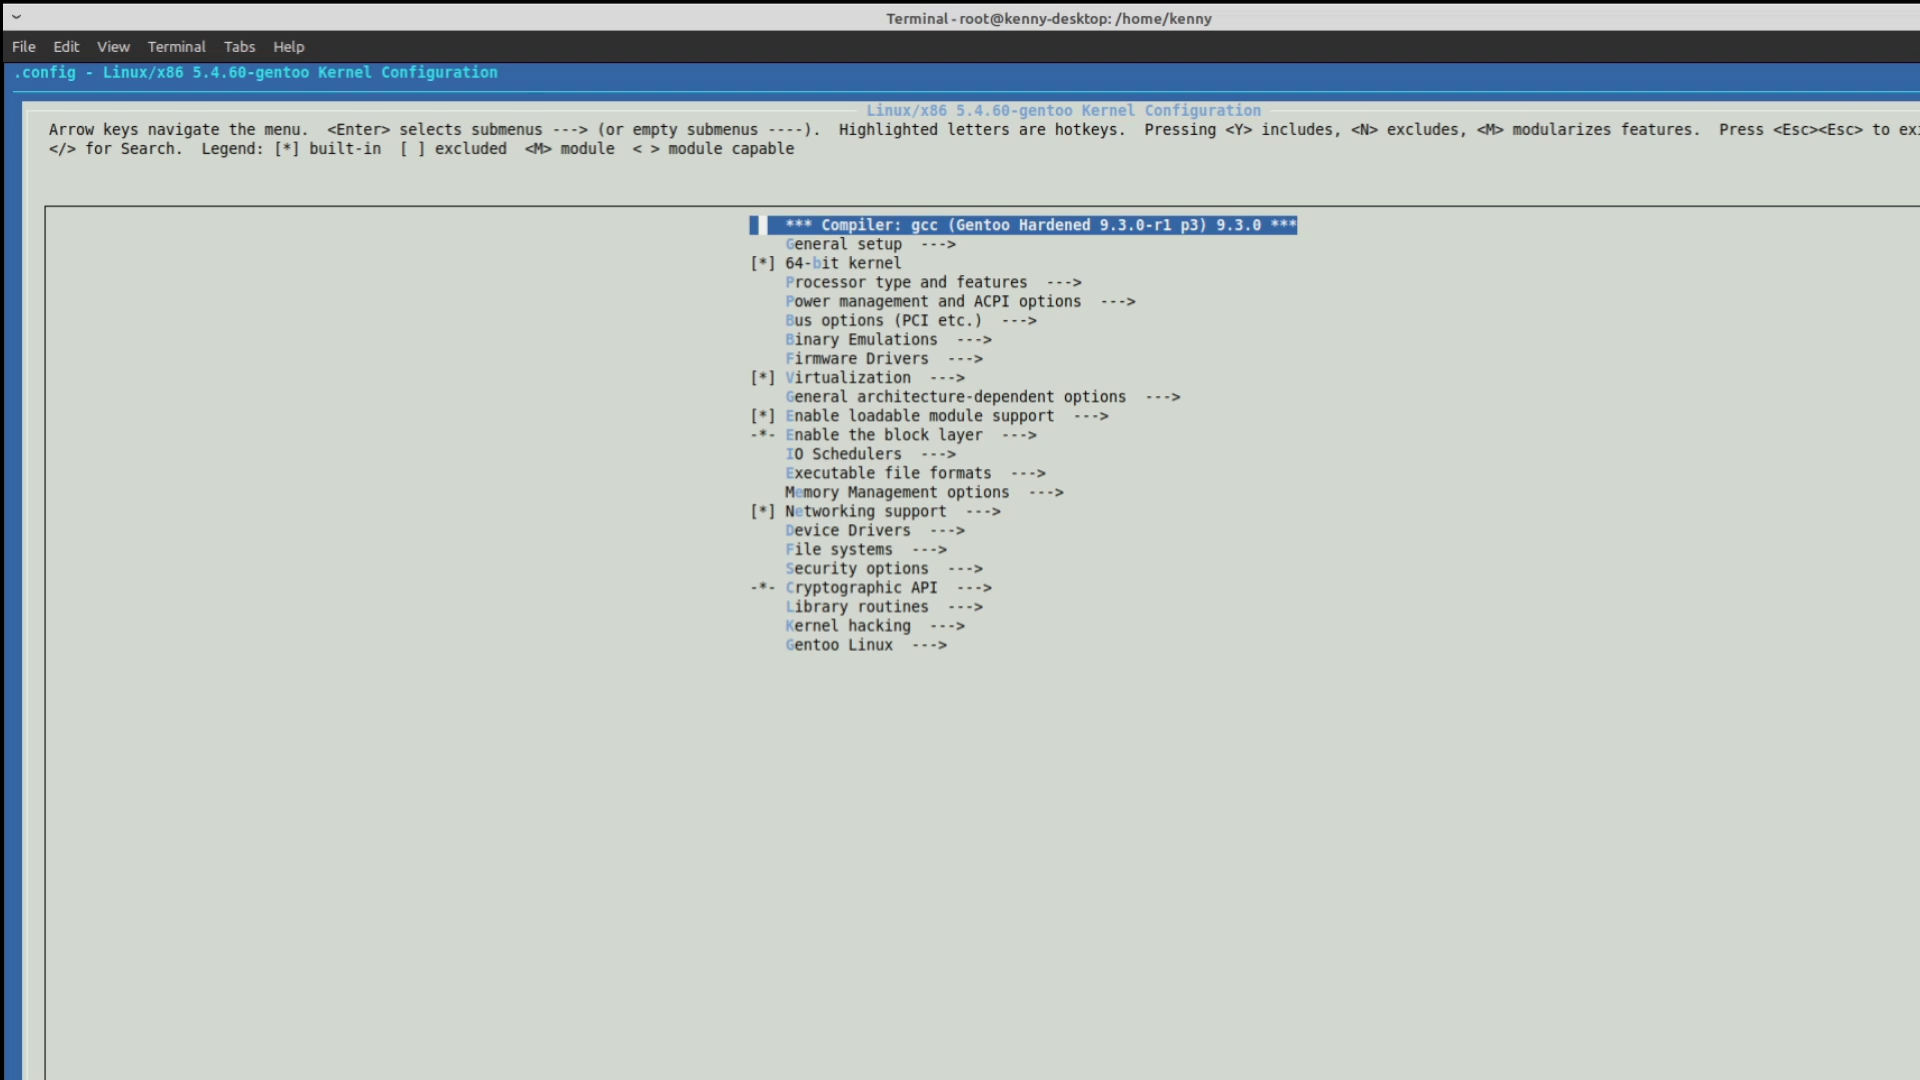 Terminal - root@kenny-desktop: /home/kenny
File Edit View Terminal Tabs Help
.config - Linux/x86 5.4.60-gentoo Kernel Configuration
Linux/x86 5.4.60-gentoo Kernel Configuration
Arrow keys navigate the menu.  <Enter> selects submenus ---> (or empty submenus ----).  Highlighted letters are hotkeys.  Pressing <Y> includes, <N> excludes, <M> modularizes features.  Press <Esc><Esc> to
</> for Search.  Legend: [*] built-in  [ ] excluded  <M> module  < > module capable
*** Compiler: gcc (Gentoo Hardened 9.3.0-r1 p3) 9.3.0 ***
General setup  --->
[*] 64-bit kernel
Processor type and features  --->
Power management and ACPI options  --->
Bus options (PCI etc.)  --->
Binary Emulations  --->
Firmware Drivers  --->
[*] Virtualization  --->
General architecture-dependent options  --->
[*] Enable loadable module support  --->
-*- Enable the block layer  --->
IO Schedulers  --->
Executable file formats  --->
Memory Management options  --->
[*] Networking support  --->
Device Drivers  --->
File systems  --->
Security options  --->
-*- Cryptographic API  --->
Library routines  --->
Kernel hacking  --->
Gentoo Linux  --->